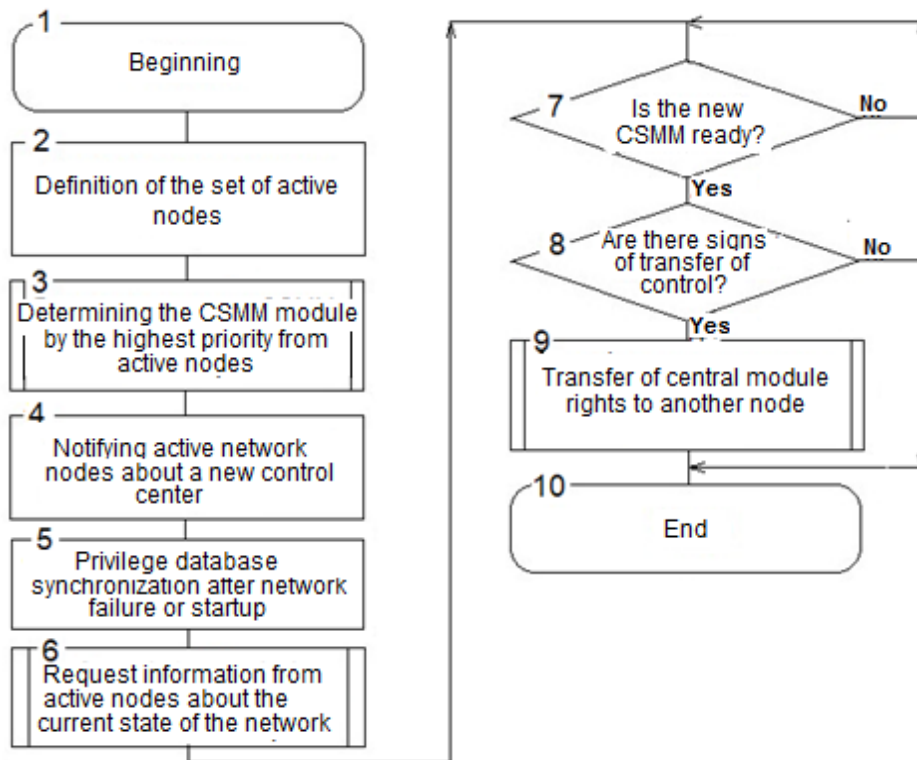 1
Beginning
2
Definition of the set of active
nodes
3
Determining the CSMM module
by the highest priority from
active nodes
4
Notifying active network
nodes about a new control
center
5
Privilege database
synchronization after network
failure or startup
6
Request information from
active nodes about the
current state of the network
7
Is the new
CSMM ready?
No
Yes
8
Are there signs
of transfer of
control?
No
Yes
9
Transfer of central module
rights to another node
10
End